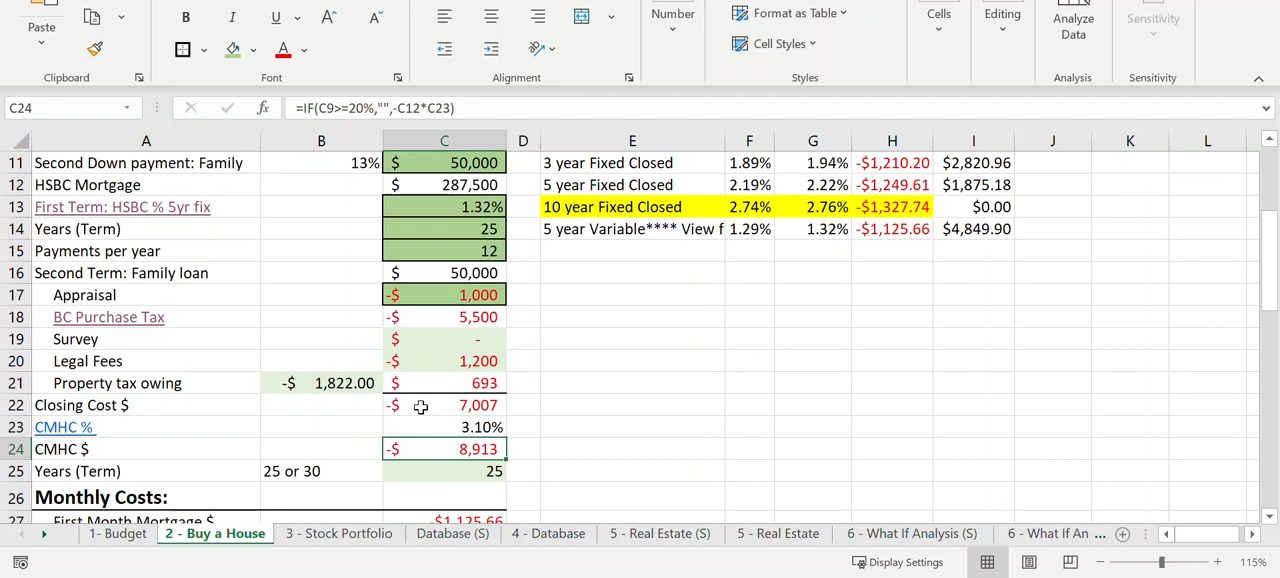 Paste
B I U A A
Number
Format as Table
Cell Styles
Cells
Editing
Analyze Data
Sensitivity
A
Clipboard Font Alignment Styles Analysis Sensitivity
C24 fx =IF(C9>=20%,"",-C12*C23)
A B C D E F G H I J K L
11 Second Down payment: Family 13% $ 50,000 3 year Fixed Closed 1.89% 1.94% -$1,210.20 $2,820.96
12 HSBC Mortgage $ 287,500 5 year Fixed Closed 2.19% 2.22% -$1,249.61 $1,875.18
13 First Term: HSBC % 5yr fix 1.32% 10 year Fixed Closed 2.74% 2.76% -$1,327.74 $0.00
14 Years (Term) 25 5 year Variable**** View f 1.29% 1.32% -$1,125.66 $4,849.90
15 Payments per year 12
16 Second Term: Family loan $ 50,000
17 Appraisal -$ 1,000
18 BC Purchase Tax -$ 5,500
19 Survey $ -
20 Legal Fees -$ 1,200
21 Property tax owing -$ 1,822.00 $ 693
22 Closing Cost $ -$ 7,007
23 CMHC % 3.10%
24 CMHC $ -$ 8,913
25 Years (Term) 25 or 30 25
26 Monthly Costs:
27 First Month Mortgage $ -$1,125.66
1- Budget 2 - Buy a House 3 - Stock Portfolio Database (S) 4 - Database 5 - Real Estate (S) 5 - Real Estate 6 - What If Analysis (S) 6 - What If An ...
Display Settings 115%